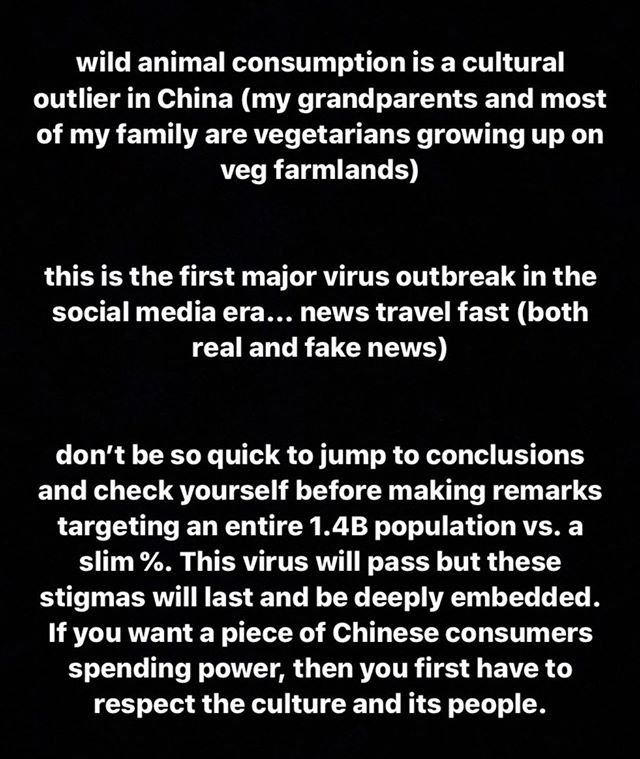 wild animal consumption is a cultural
outlier in China (my grandparents and most
of my family are vegetarians growing up on
veg farmlands)
this is the first major virus outbreak in the
social media era... news travel fast (both
real and fake news)
don’t be so quick to jump to conclusions
and check yourself before making remarks
targeting an entire 1.4B population vs. a
slim %. This virus will pass but these
stigmas will last and be deeply embedded.
If you want a piece of Chinese consumers
spending power, then you first have to
respect the culture and its people.